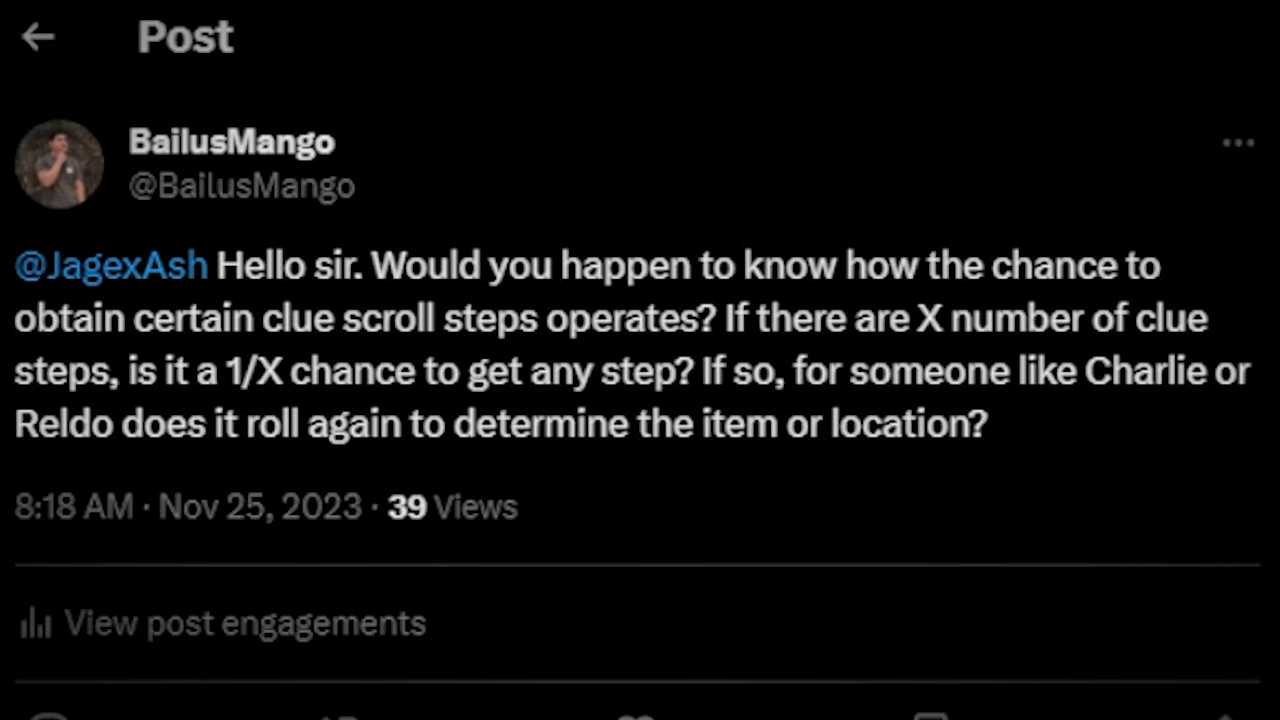 Post
BailusMango
@BailusMango
@JagexAsh Hello sir. Would you happen to know how the chance to
obtain certain clue scroll steps operates? If there are X number of clue
steps, is it a 1/X chance to get any step? If so, for someone like Charlie or
Reldo does it roll again to determine the item or location?
8:18 AM · Nov 25, 2023 · 39 Views
View post engagements